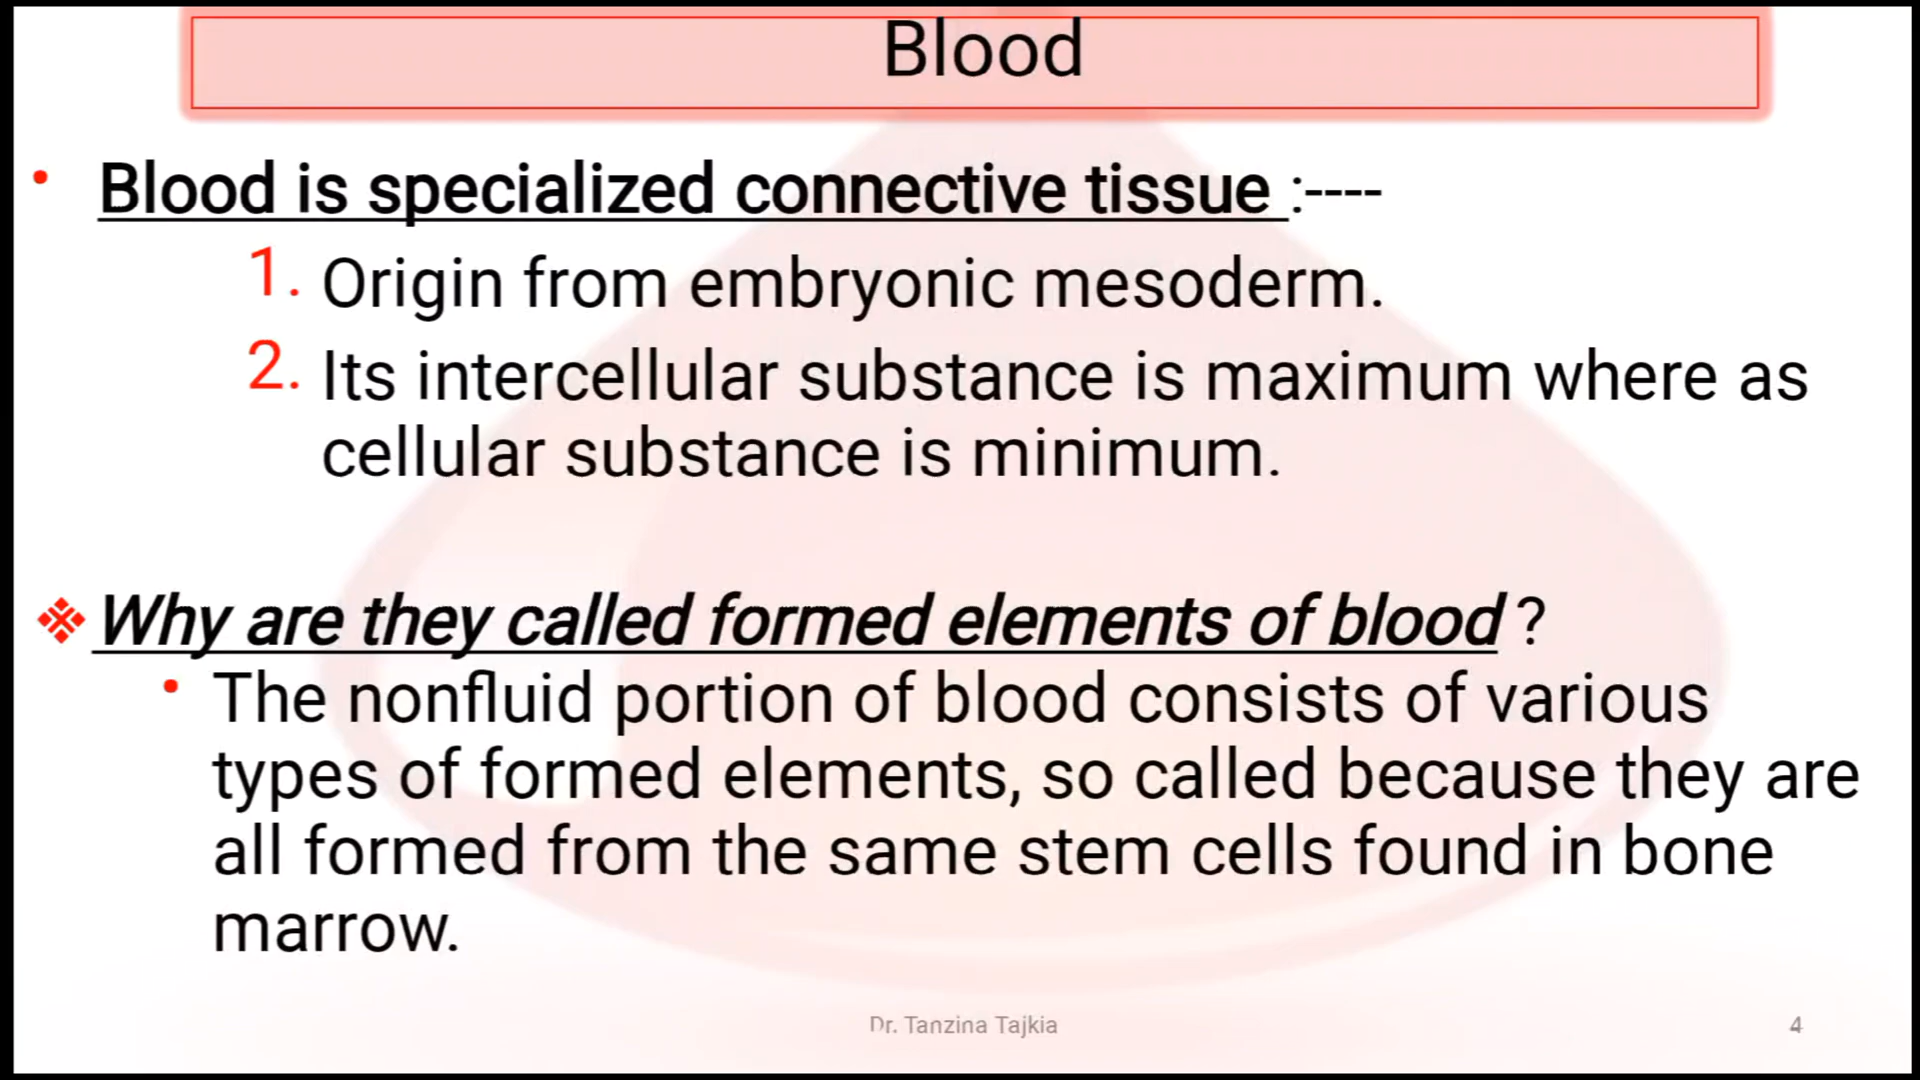 Blood
• Blood is specialized connective tissue :----
1. Origin from embryonic mesoderm.
2. Its intercellular substance is maximum where as
cellular substance is minimum.
❖ Why are they called formed elements of blood ?
• The nonfluid portion of blood consists of various
types of formed elements, so called because they are
all formed from the same stem cells found in bone
marrow.
Dr. Tanzina Tajkia
4